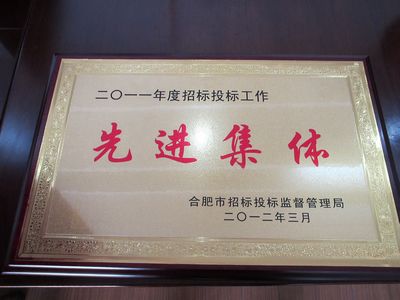 二〇一一年度招标投标工作
先进集体
合肥市招标投标监督管理局
二〇一二年三月